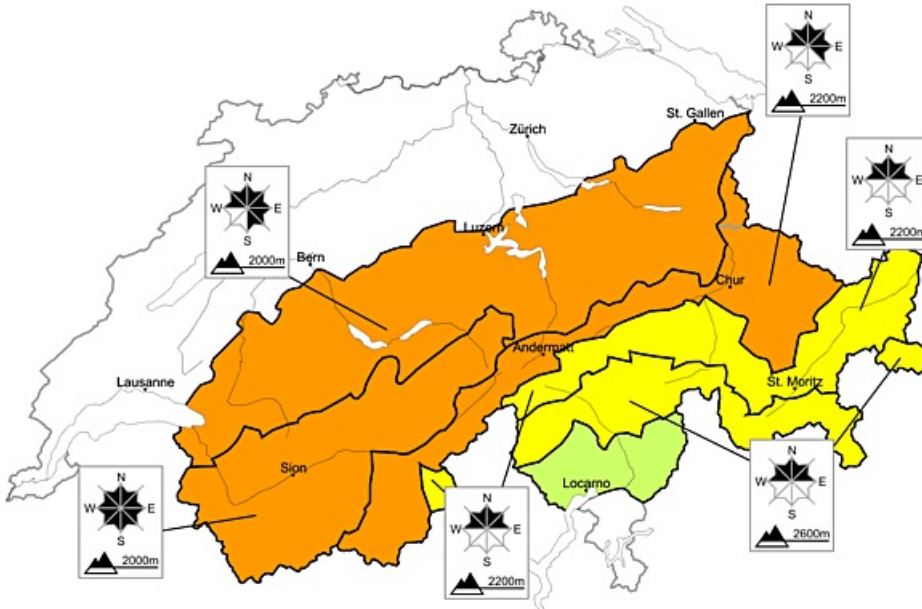 N
W E
S
2200m
St. Gallen
Zürich
N
W E
S
2200m
N
W E
S
2000m
Luzern
Bern
Chur
Andermatt
Lausanne
St. Moritz
Sion
Locarno
N
W E
S
2000m
N
W E
S
2200m
N
W E
S
2600m